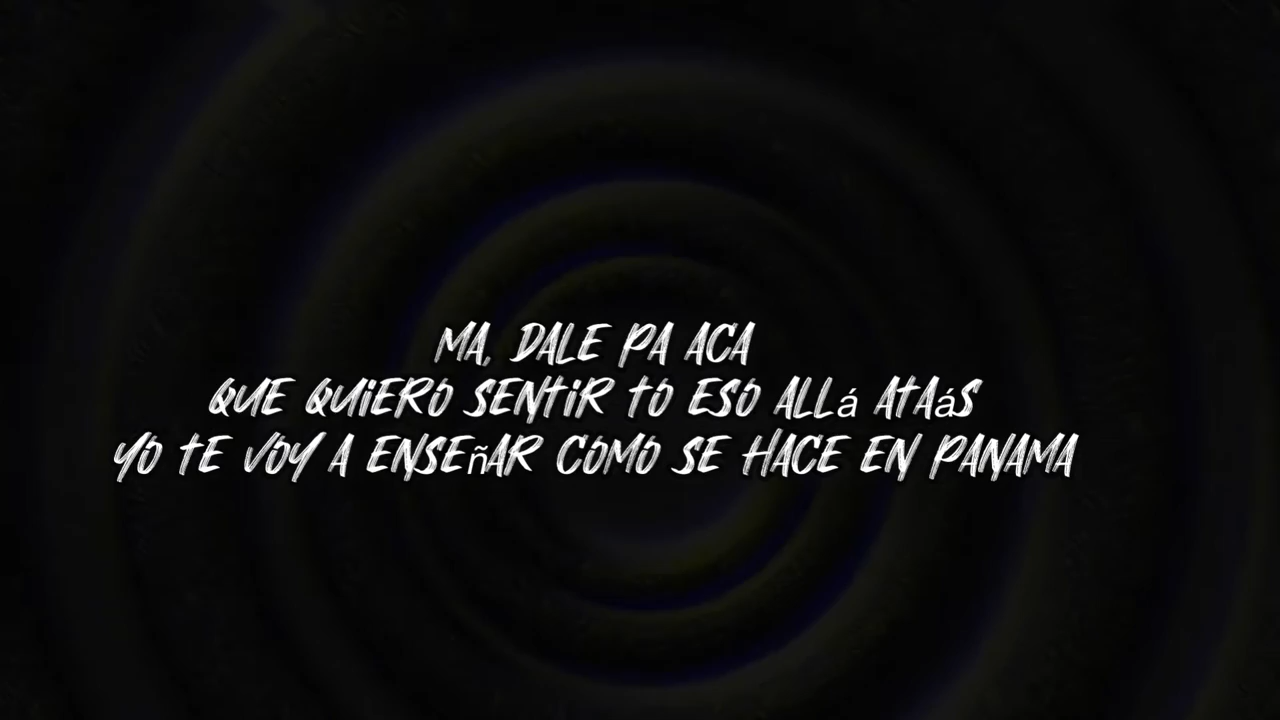 MA, DALE PA ACA
QUE QUIERO SENTIR TO ESO ALLá ATAáS
YO TE VOY A ENSEñAR COMO SE HACE EN PANAMA